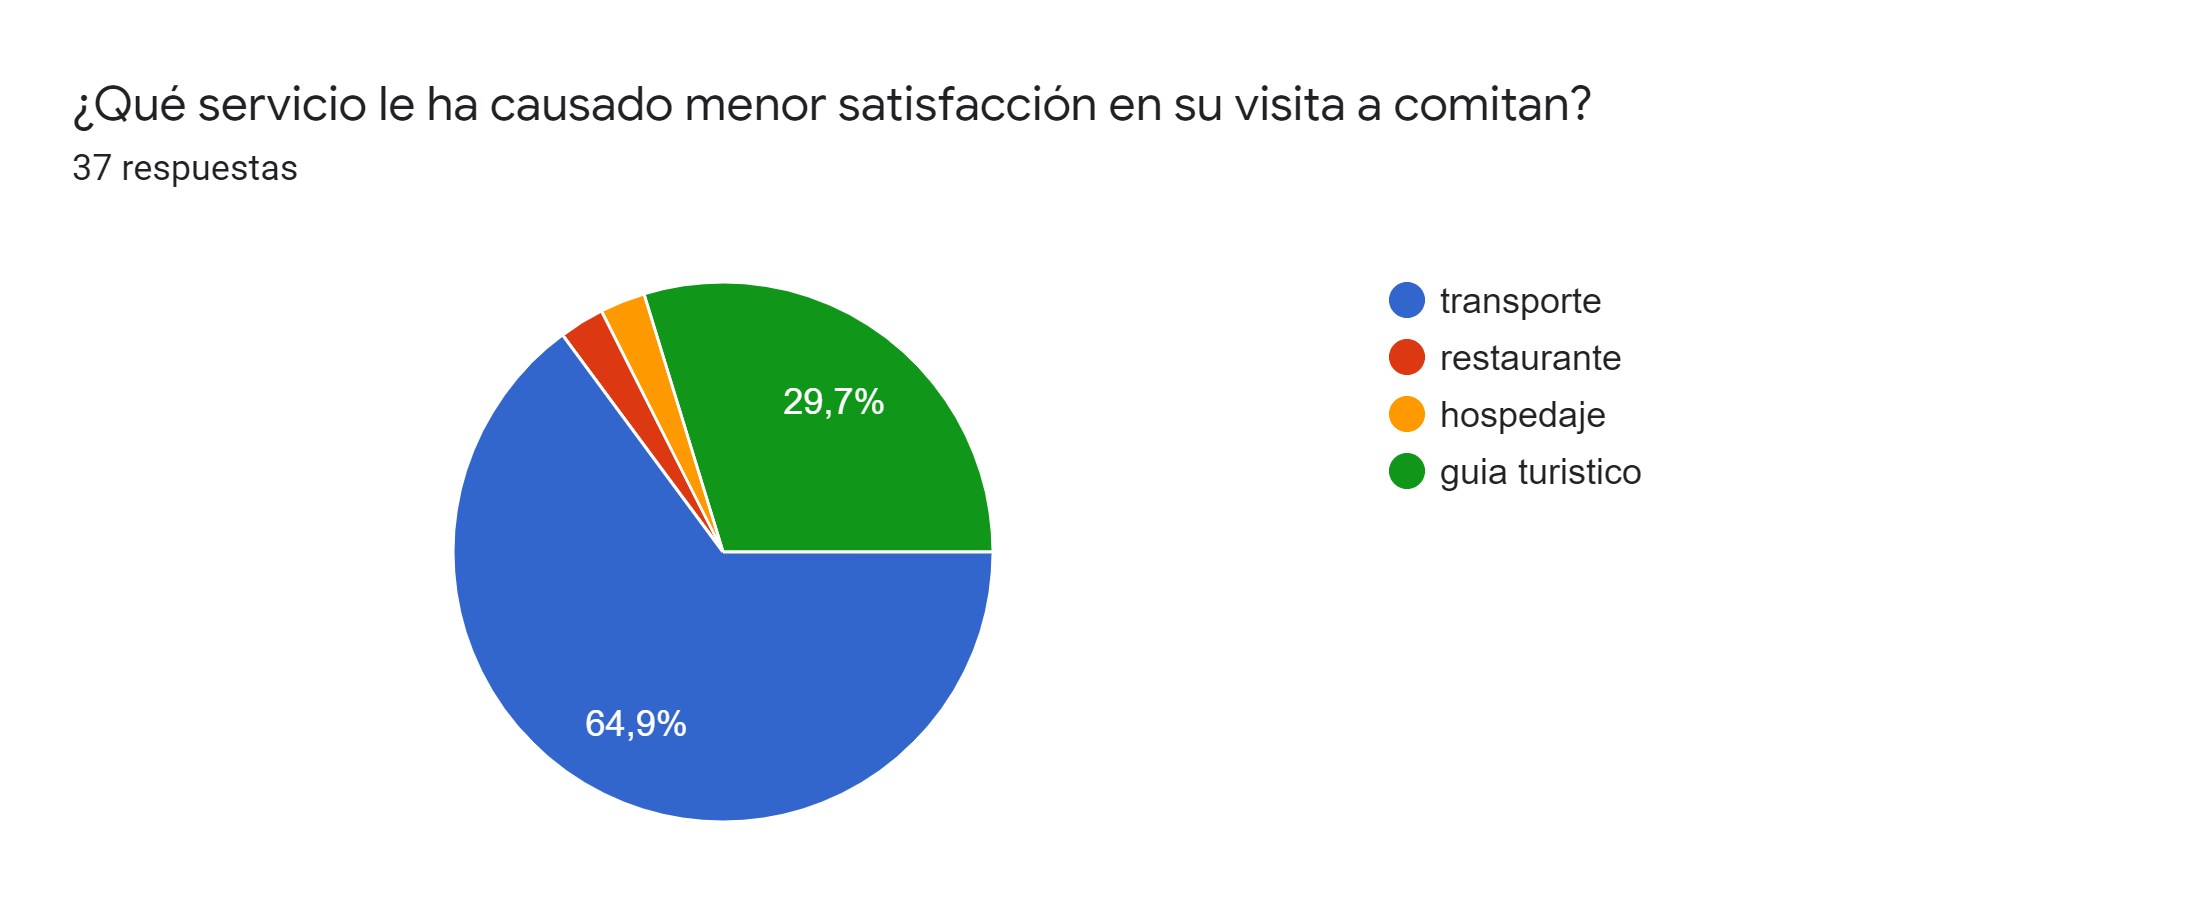 ¿Qué servicio le ha causado menor satisfacción en su visita a comitan?
37 respuestas
transporte
restaurante
hospedaje
guia turistico
29,7%
64,9%